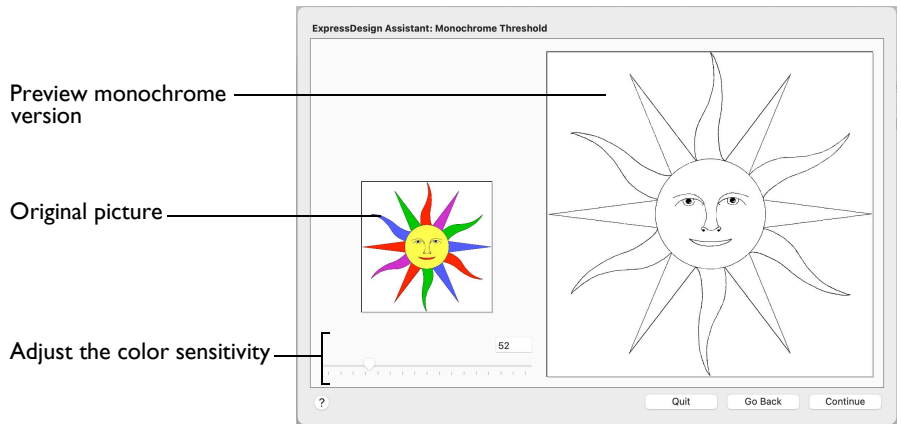 ExpressDesign Assistant: Monochrome Threshold
Preview monochrome
version
Original picture
Adjust the color sensitivity
52
?
Quit
Go Back
Continue